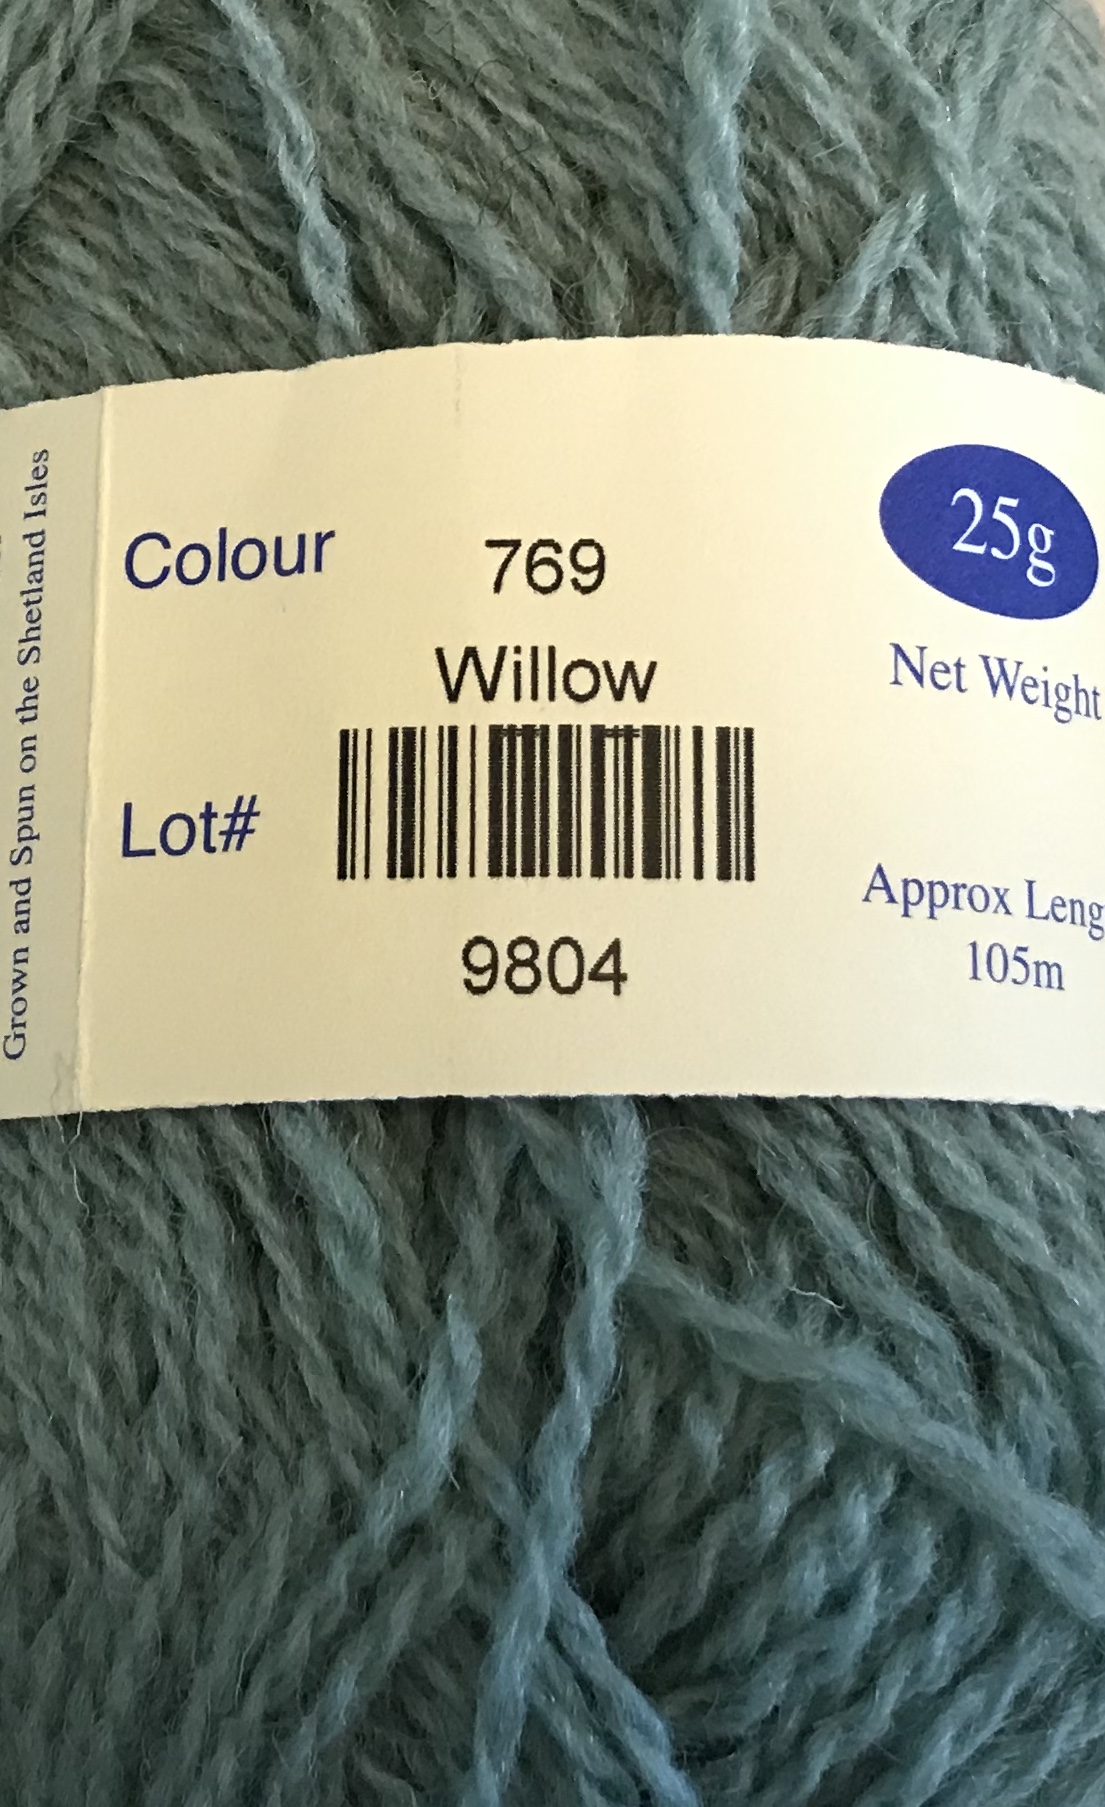 Grown and Spun on the Shetland Isles
Colour 769
Willow
Lot#
9804
25g
Net Weight
Approx Leng
105m